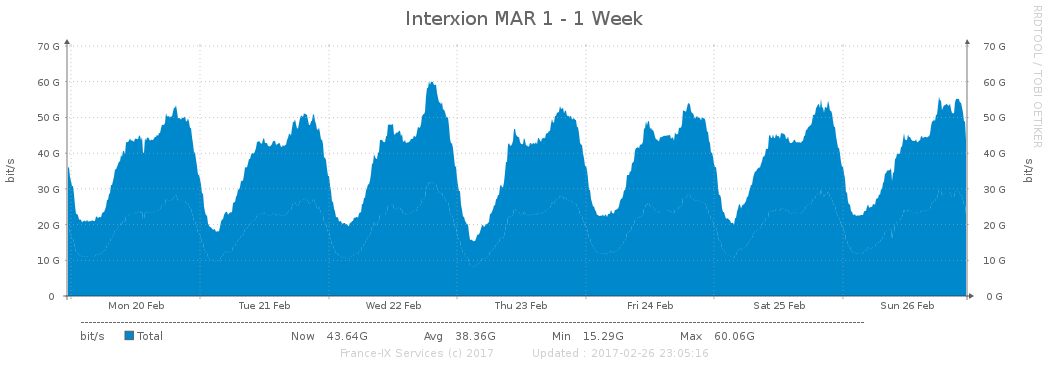 Interxion MAR 1 - 1 Week
RRDTOOL / TOBI OETIKER
bit/s
70 G 70 G
60 G 60 G
50 G 50 G
40 G 40 G
30 G 30 G
20 G 20 G
10 G 10 G
0 0 G
bit/s
Mon 20 Feb Tue 21 Feb Wed 22 Feb Thu 23 Feb Fri 24 Feb Sat 25 Feb Sun 26 Feb
bit/s Total Now 43.64G Avg 38.36G Min 15.29G Max 60.06G
France-IX Services (c) 2017 Updated : 2017-02-26 23:05:16